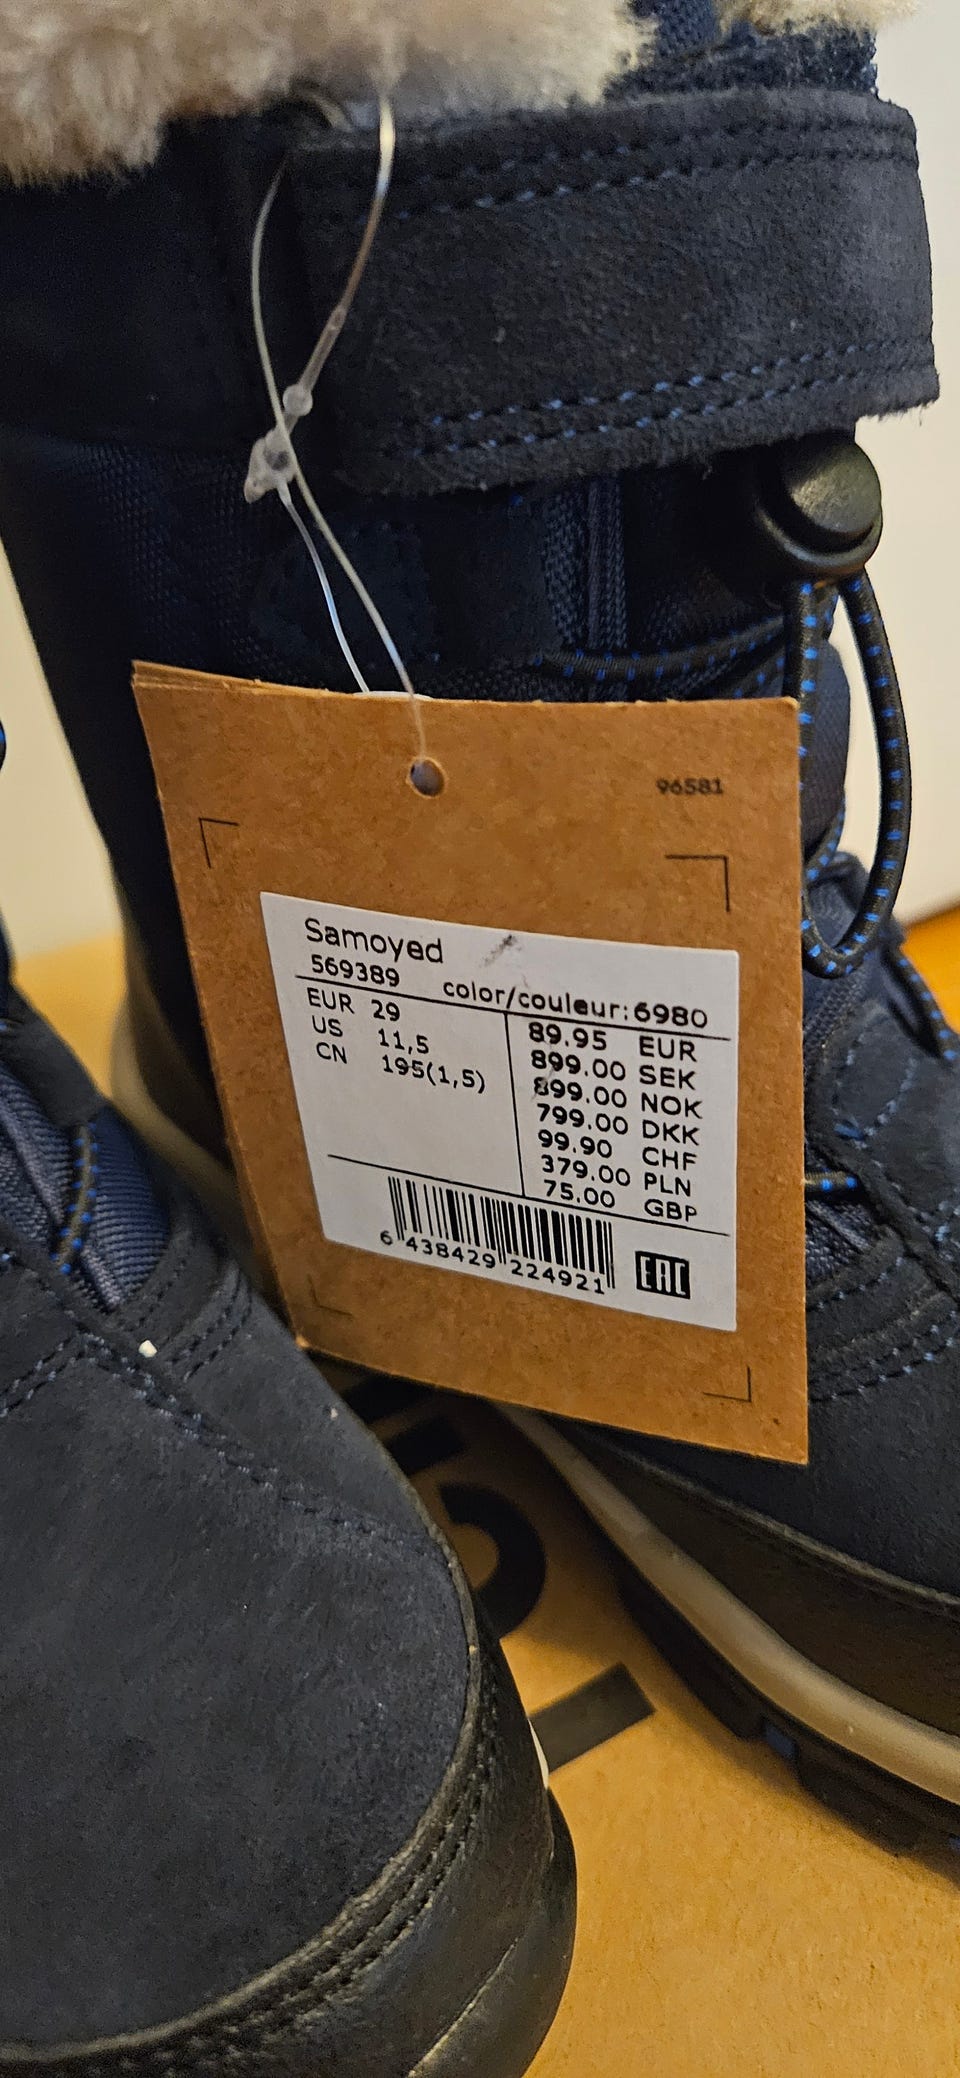 96581
Samoyed
569389 color/couleur:6980
EUR 29
US 11,5
CN 195(1,5)
89.95 EUR
899.00 SEK
899.00 NOK
799.00 DKK
99.90 CHF
379.00 PLN
75.00 GBP
6 438429 224921
EAC